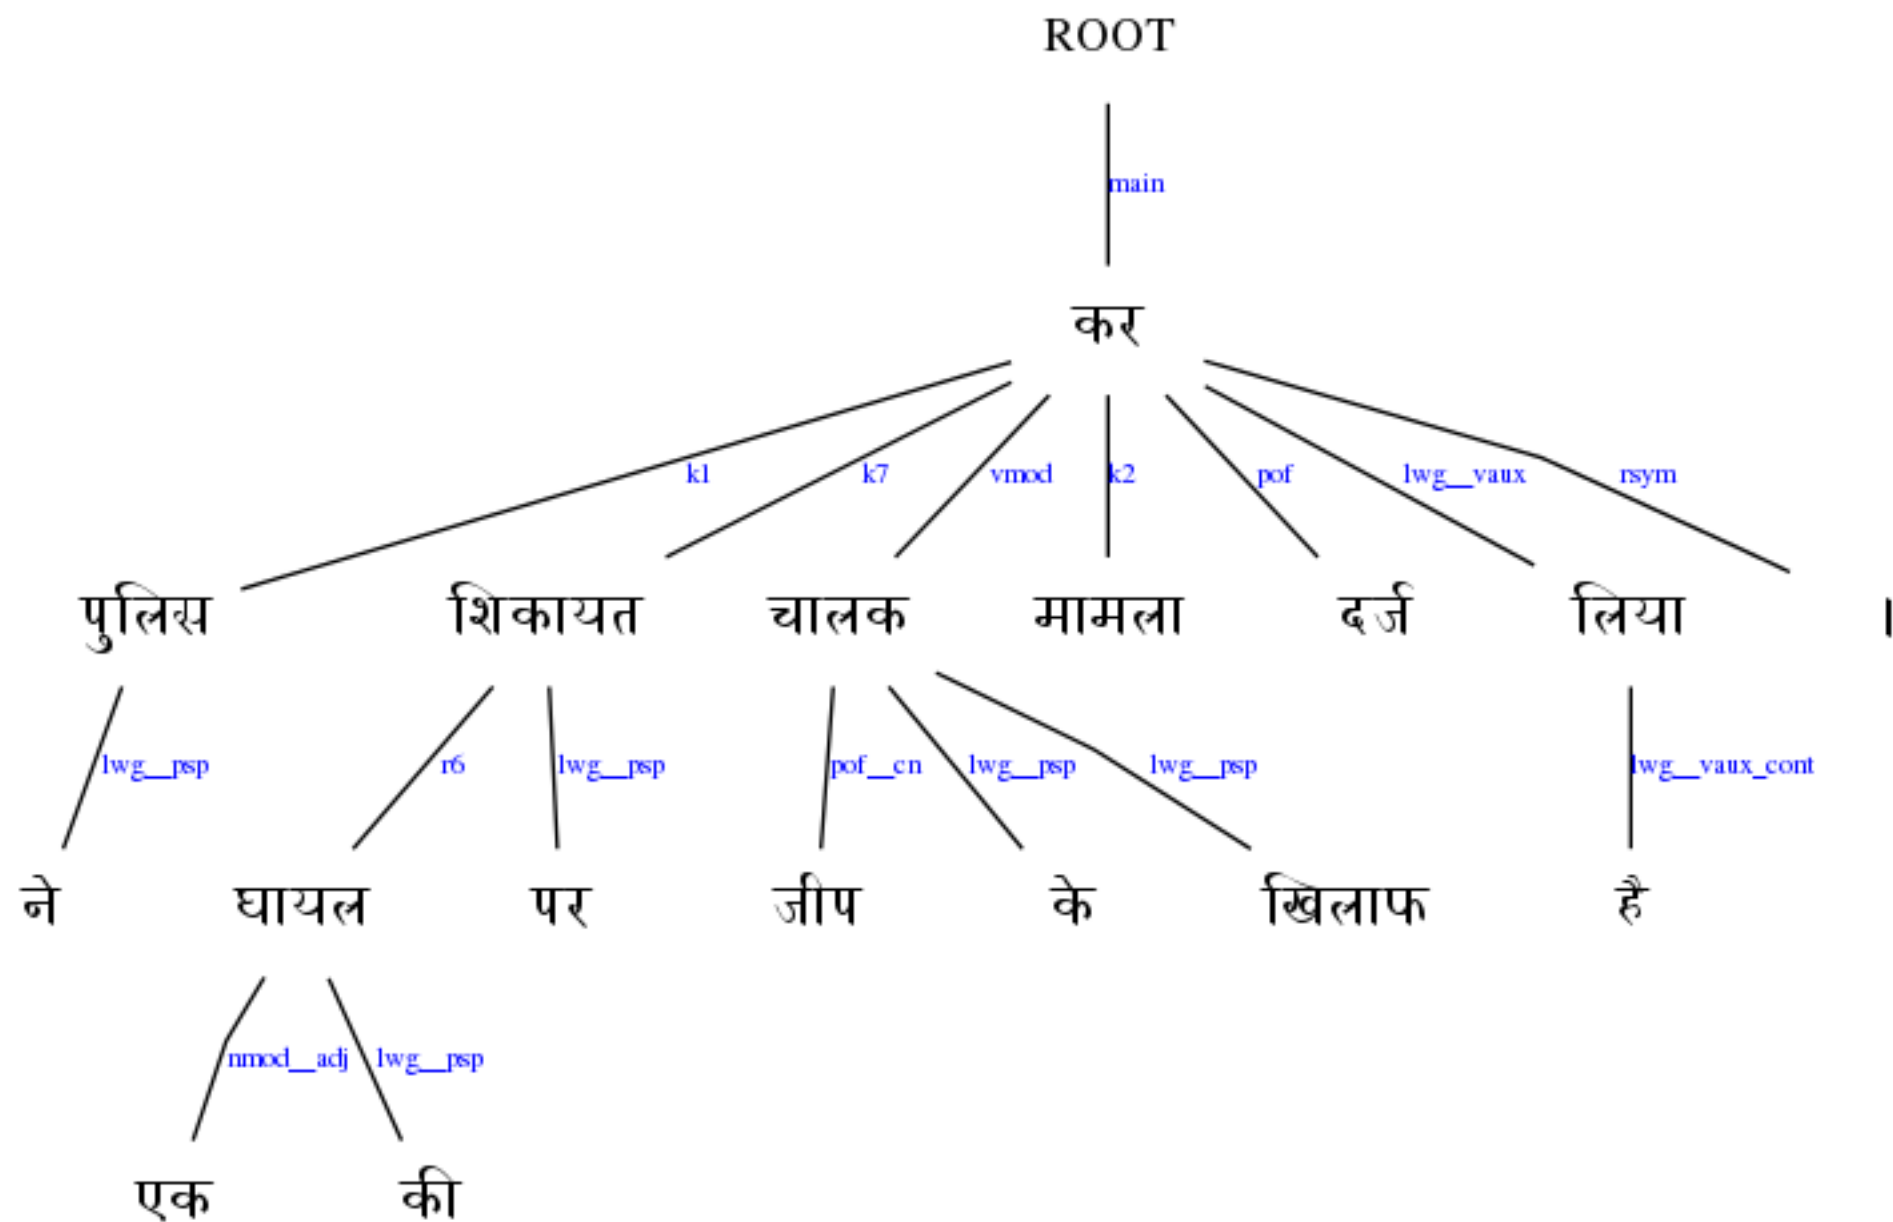 ROOT
main
कर
k1 k7 vmod k2 pof lwg__vaux rsym
पुलिस शिकायत चालक मामला दर्ज लिया ।
lwg__psp r6 lwg__psp pof__cn lwg__psp lwg__psp lwg__vaux_cont
ने घायल पर जीप के खिलाफ है
nmod__adj lwg__psp
एक की